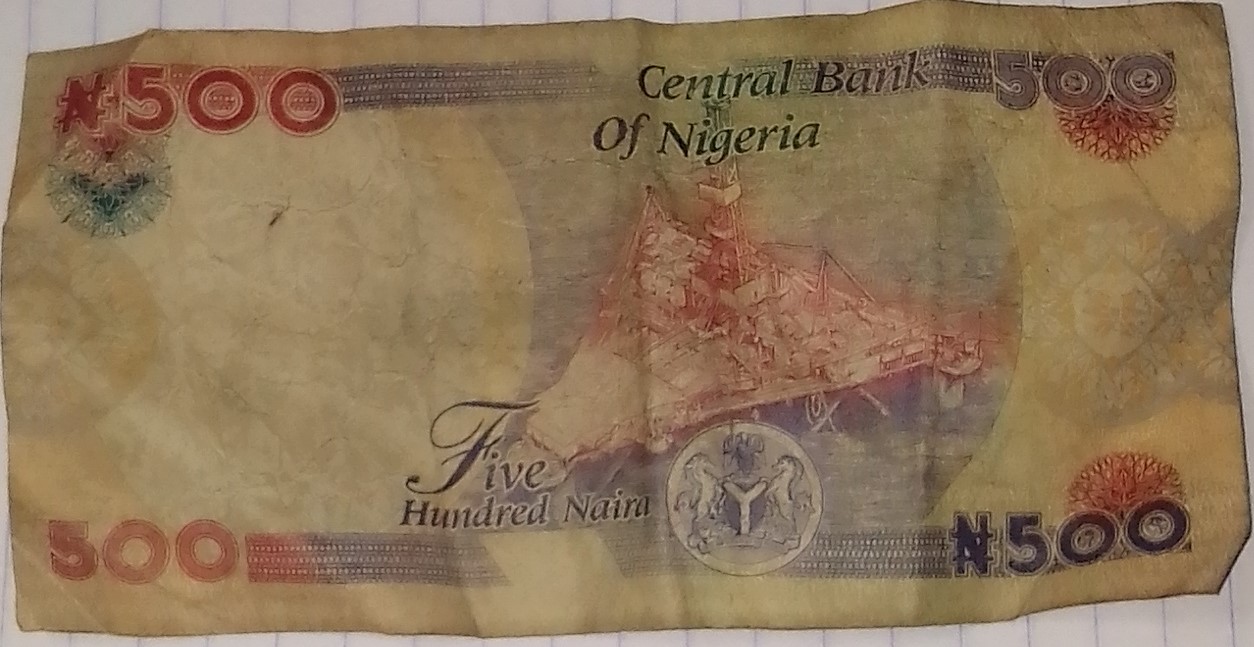 ₦500
Central Bank
Of Nigeria
500
Five
Hundred Naira
500
₦500